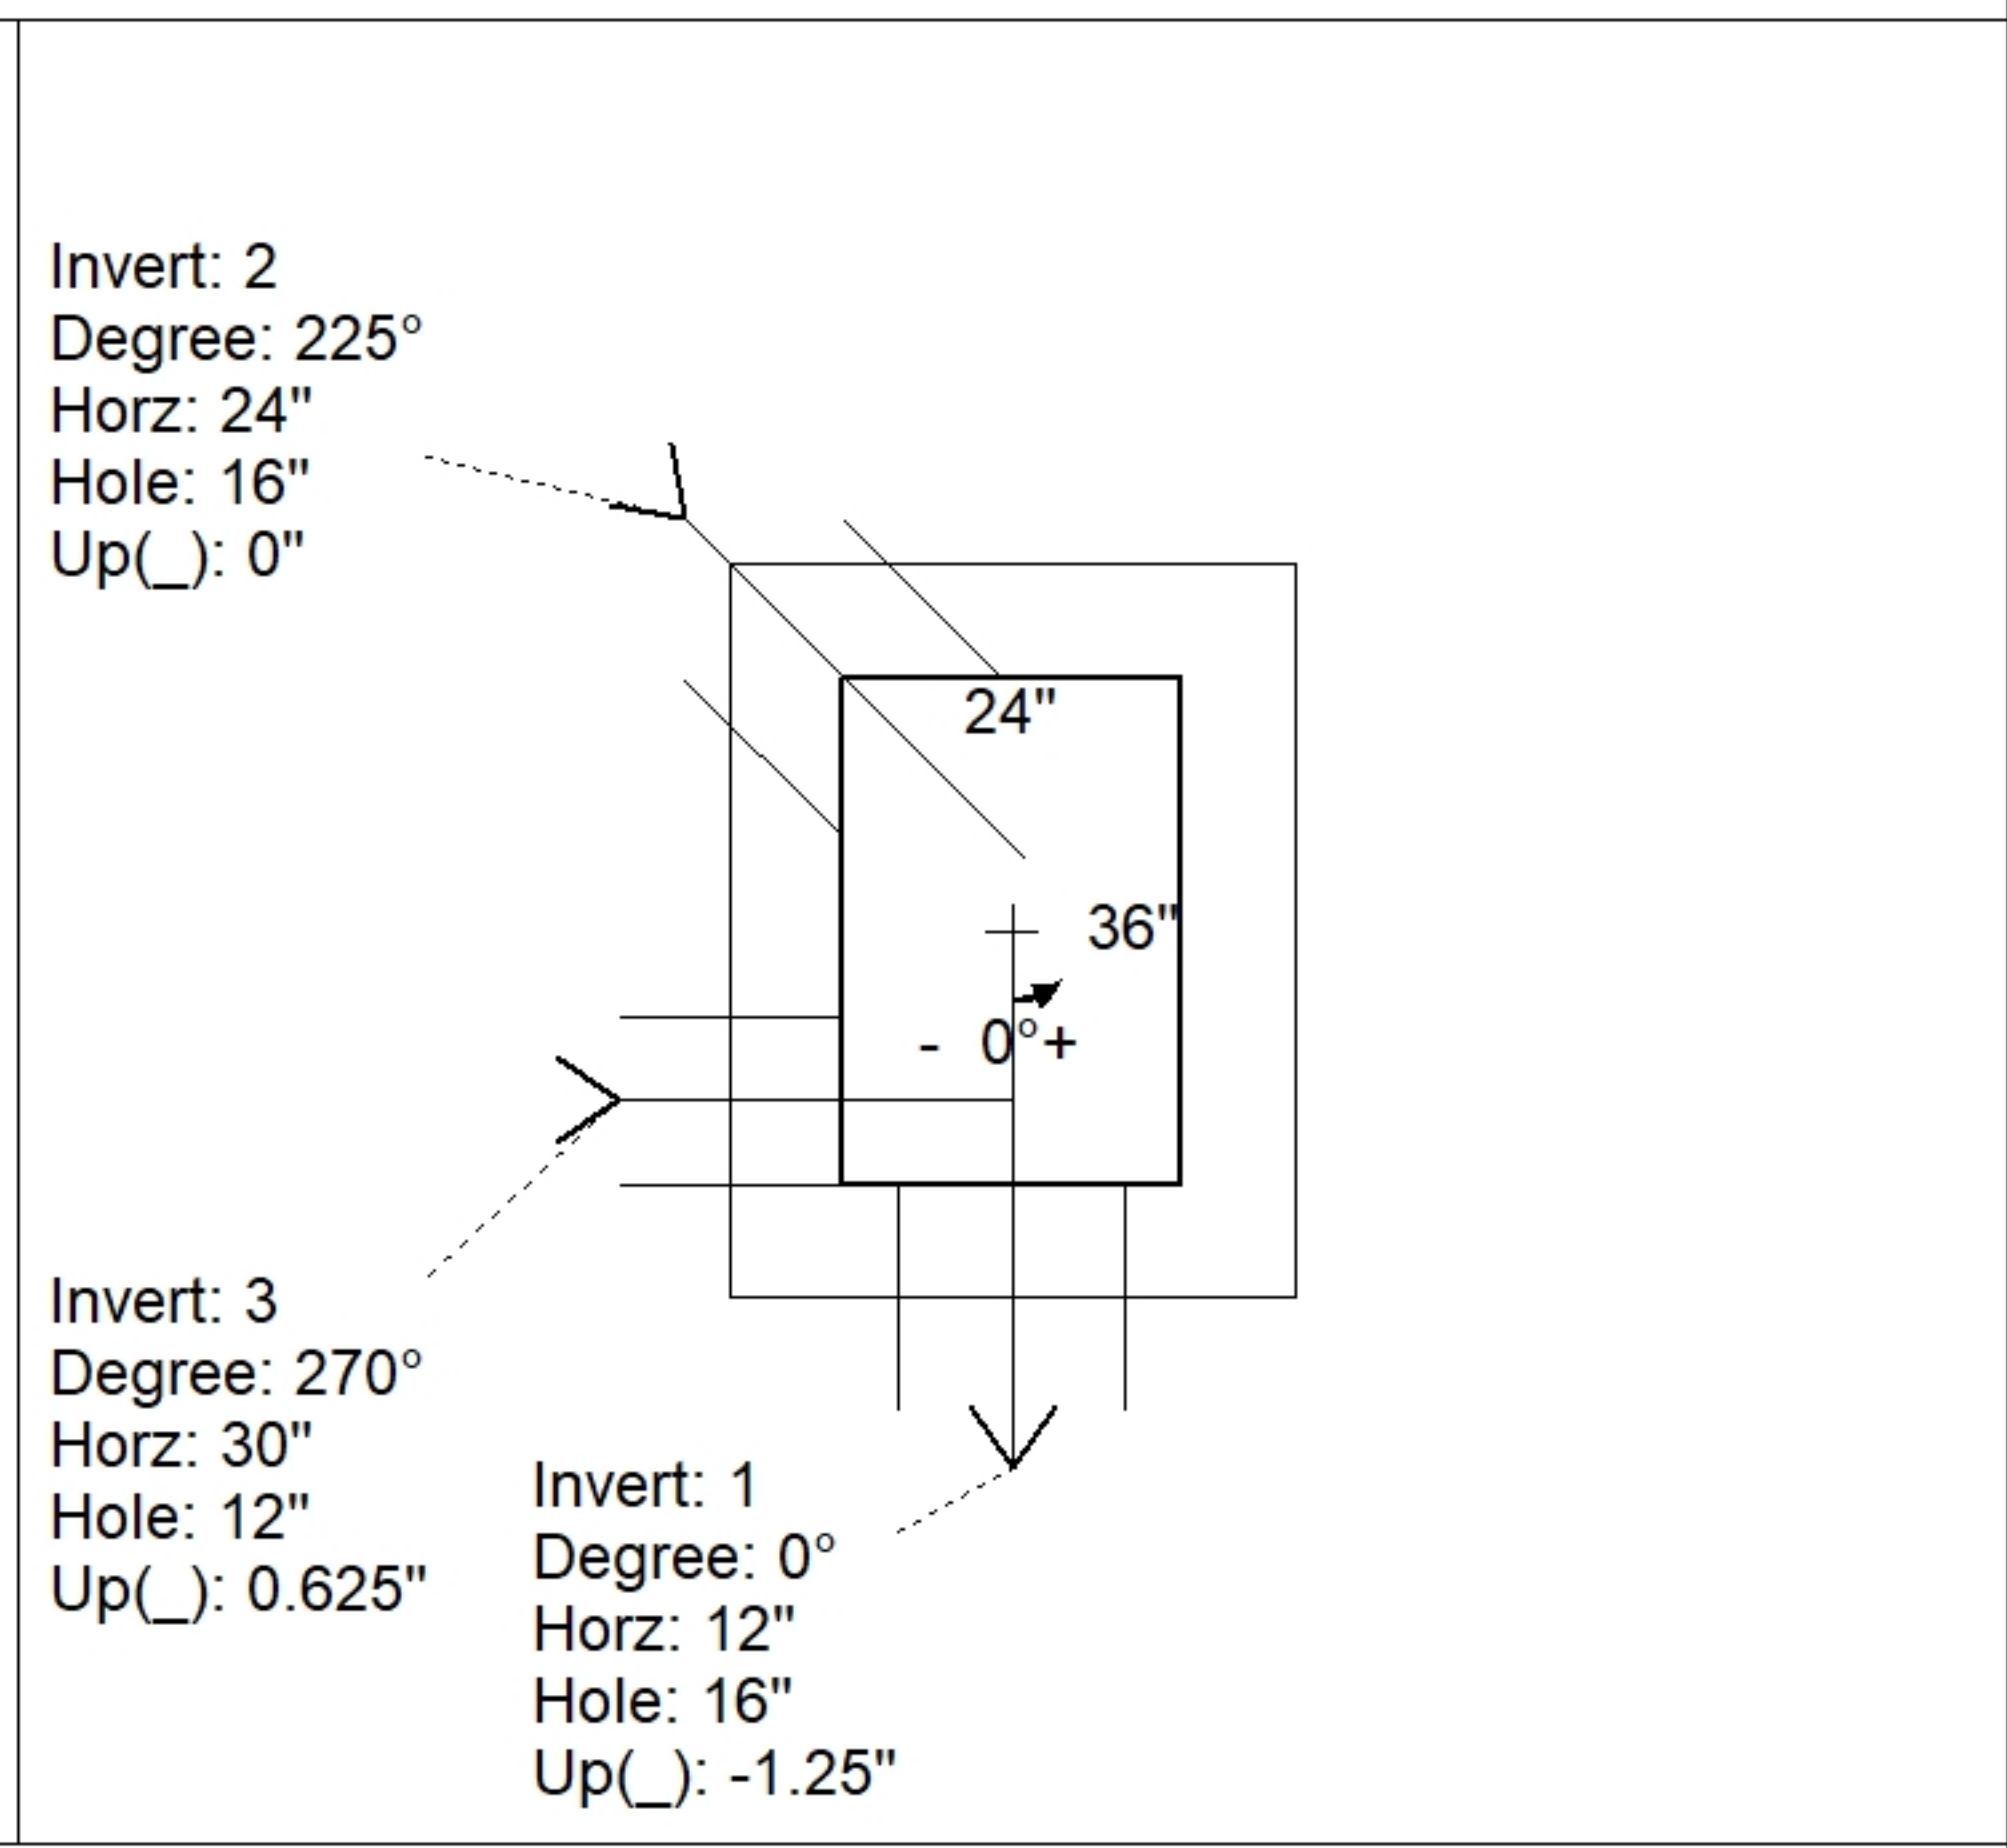 Invert: 2
Degree: 225°
Horz: 24"
Hole: 16"
Up(_): 0"
24"
36"
- 0°+
Invert: 3
Degree: 270°
Horz: 30"
Hole: 12"
Up(_): 0.625"
Invert: 1
Degree: 0°
Horz: 12"
Hole: 16"
Up(_): -1.25"